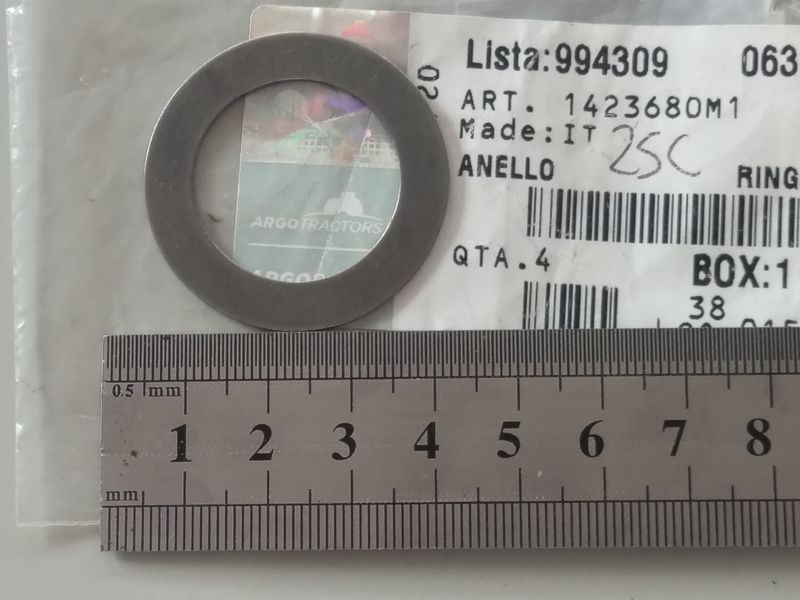 Lista:994309 063
ART. 1423680M1
Made:IT 25C
ANELLO RING
ARGOTRACTORS
QTA.4 BOX:1
38
0.5 mm
1 2 3 4 5 6 7 8
mm